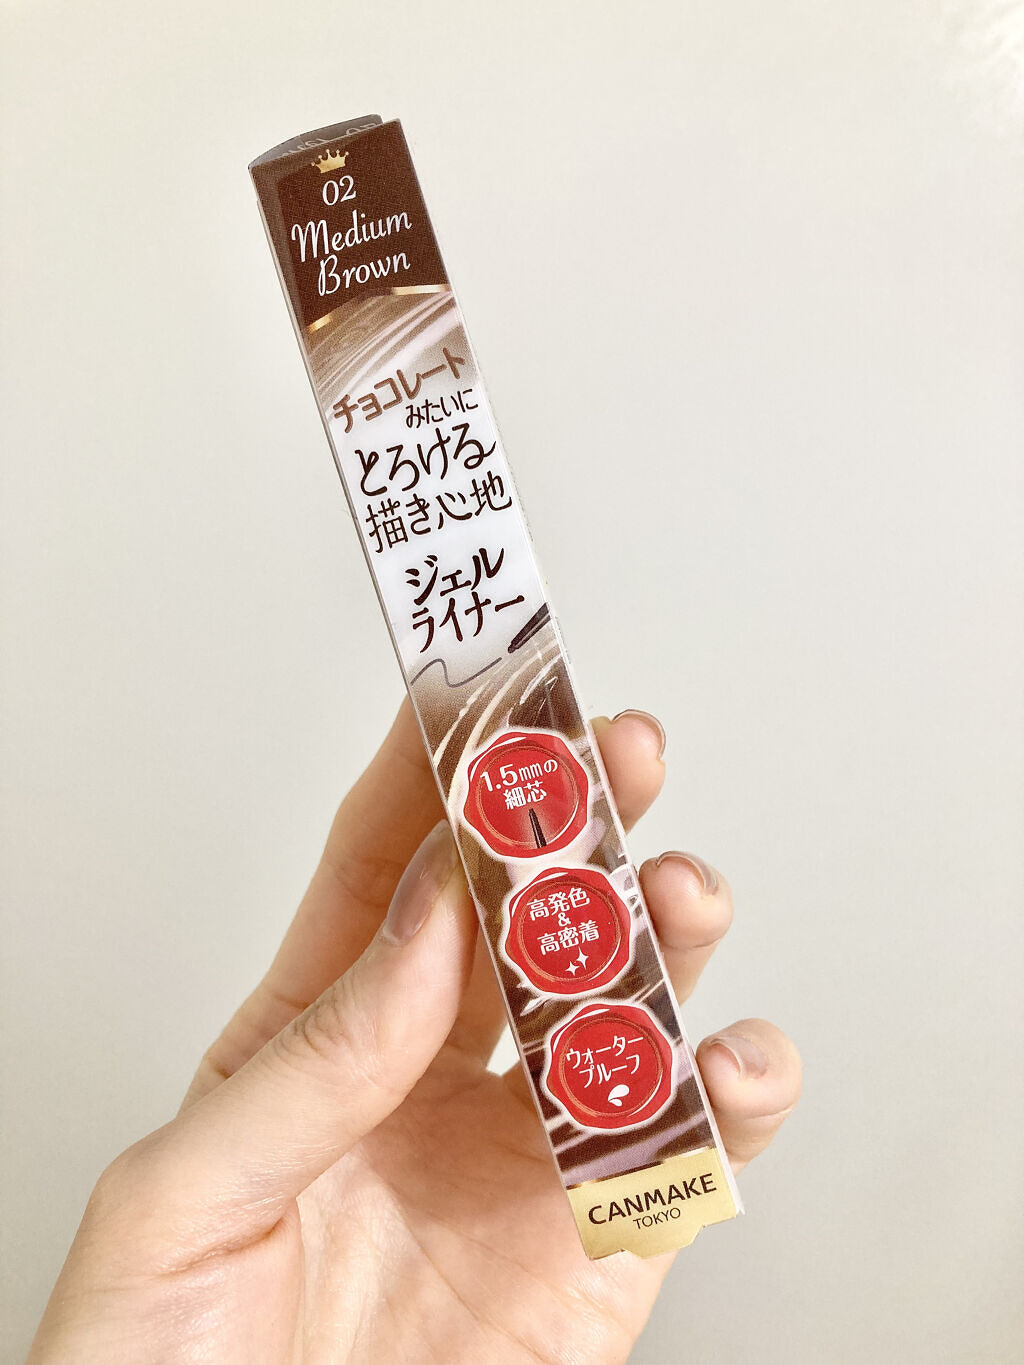 02
Medium
Brown
チョコレート
みたいに
とろける
描き心地
ジェル
ライナー
1.5mmの
細芯
高発色
&
高密着
ウォーター
プルーフ
CANMAKE
TOKYO